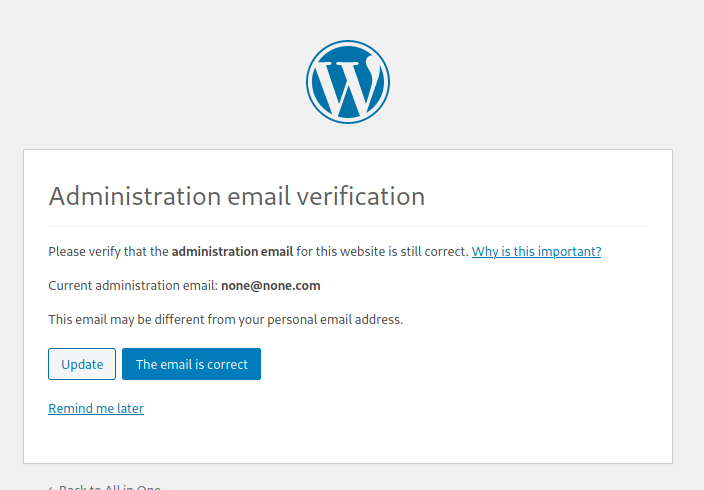 Administration email verification
Please verify that the administration email for this website is still correct. Why is this important?
Current administration email: none@none.com
This email may be different from your personal email address.
Update The email is correct
Remind me later
Back to All in One